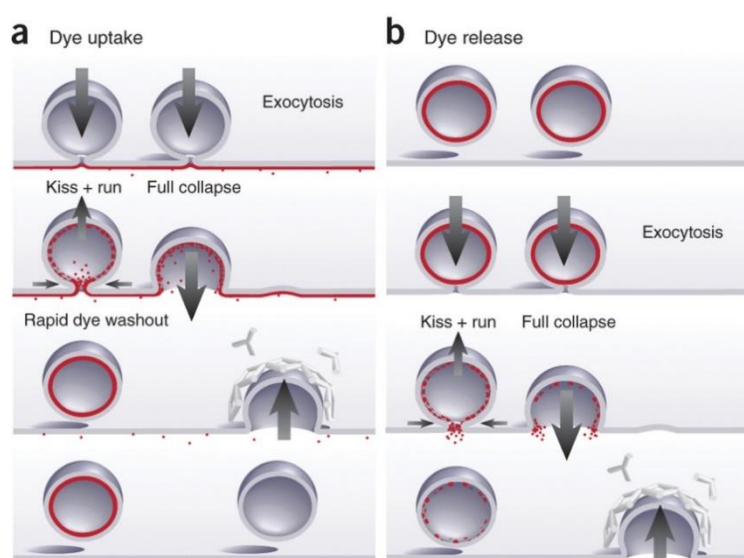 a Dye uptake
Exocytosis
Kiss + run Full collapse
Rapid dye washout
b Dye release
Exocytosis
Kiss + run Full collapse